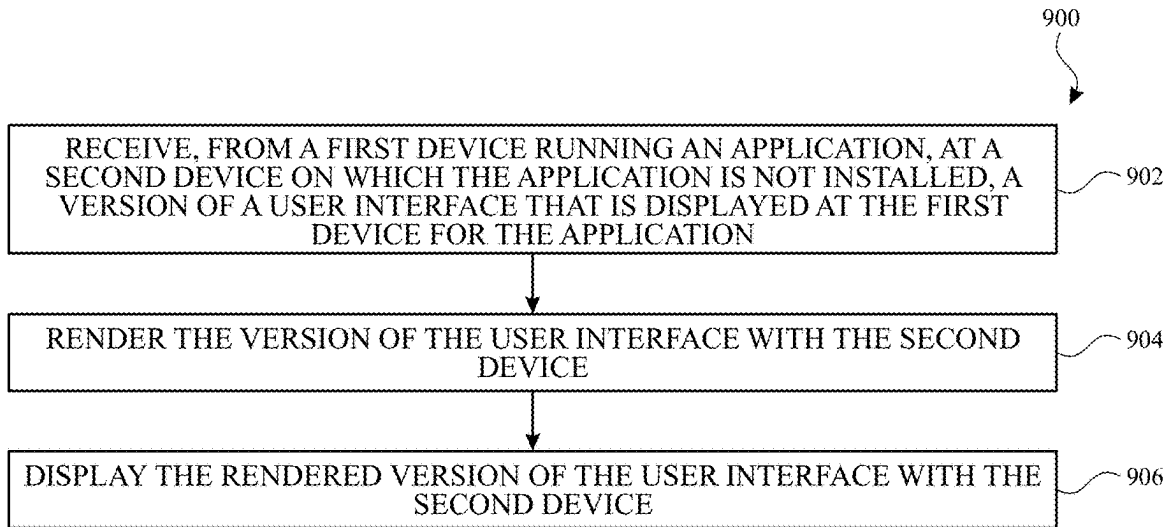 900
RECEIVE, FROM A FIRST DEVICE RUNNING AN APPLICATION, AT A
SECOND DEVICE ON WHICH THE APPLICATION IS NOT INSTALLED, A
VERSION OF A USER INTERFACE THAT IS DISPLAYED AT THE FIRST
DEVICE FOR THE APPLICATION
902
RENDER THE VERSION OF THE USER INTERFACE WITH THE SECOND
DEVICE
904
DISPLAY THE RENDERED VERSION OF THE USER INTERFACE WITH THE
SECOND DEVICE
906